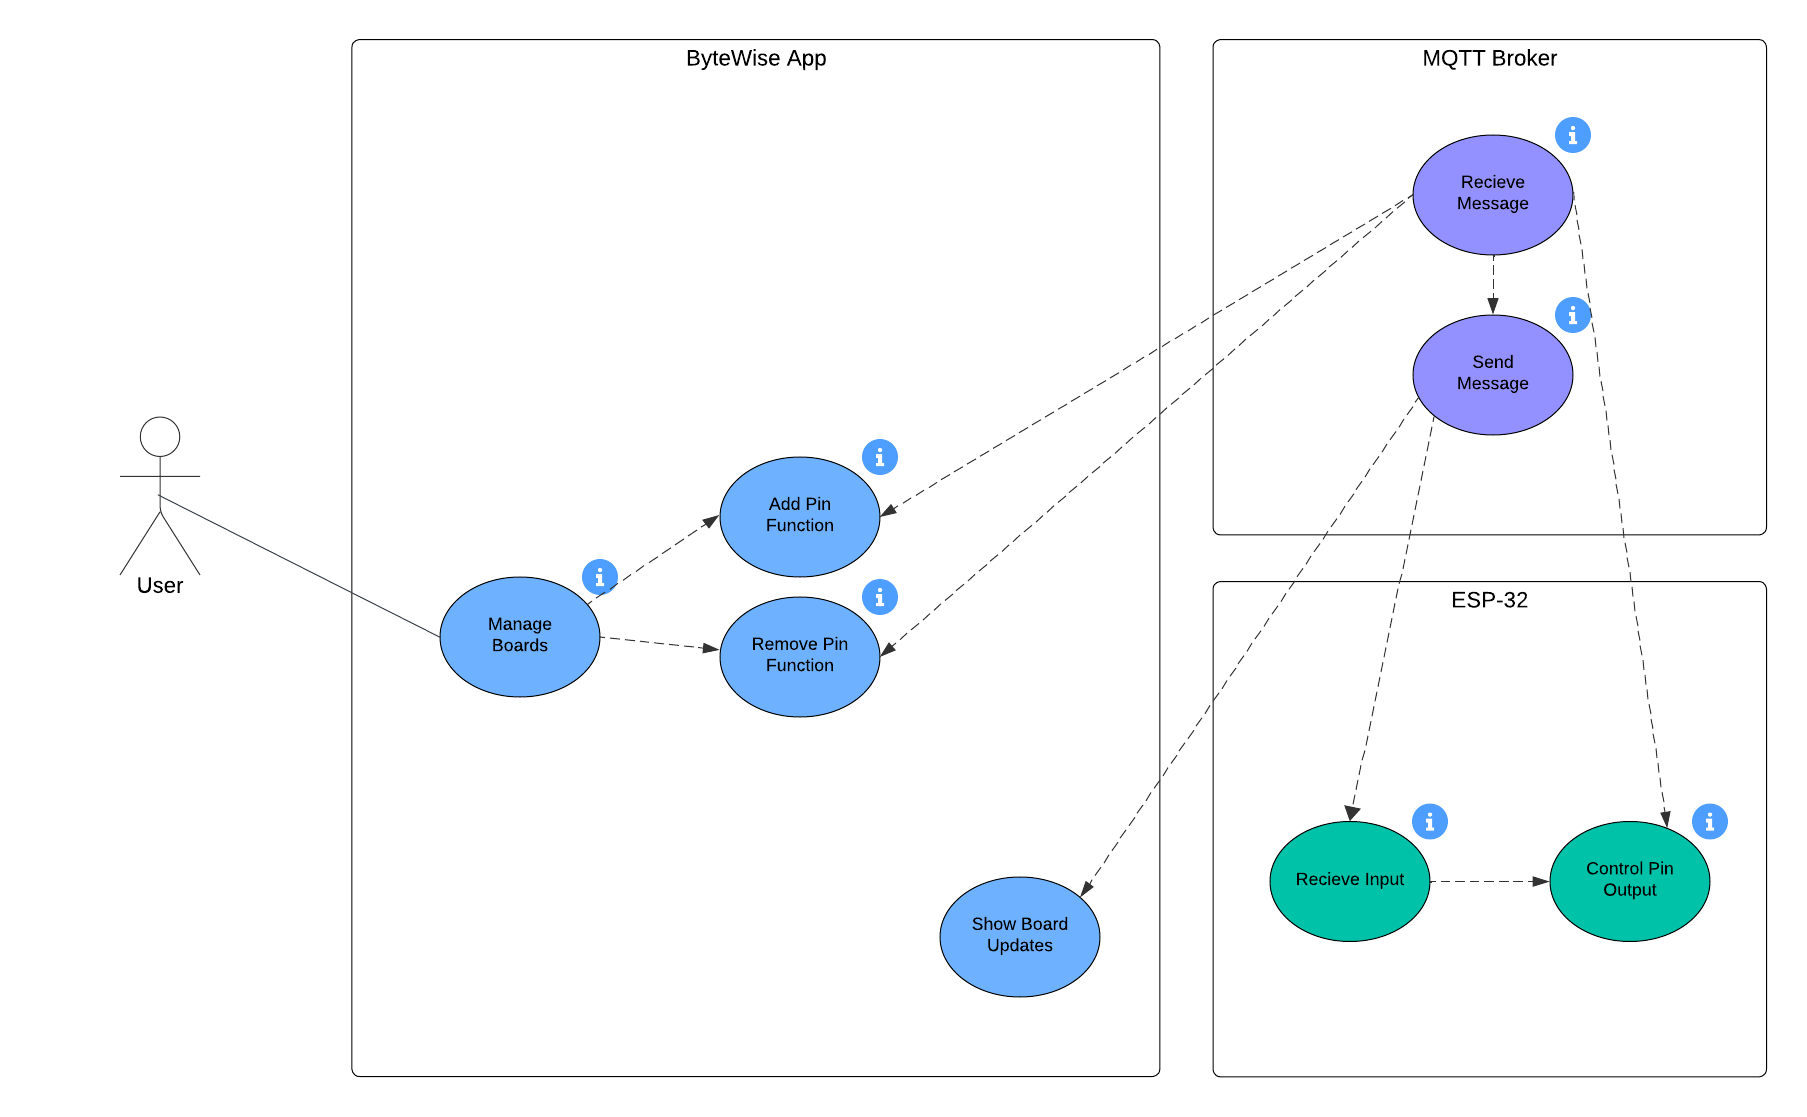 ByteWise App
MQTT Broker
Recieve
Message
Send
Message
Add Pin
Function
User
Manage
Boards
Remove Pin
Function
ESP-32
Recieve Input
Control Pin
Output
Show Board
Updates